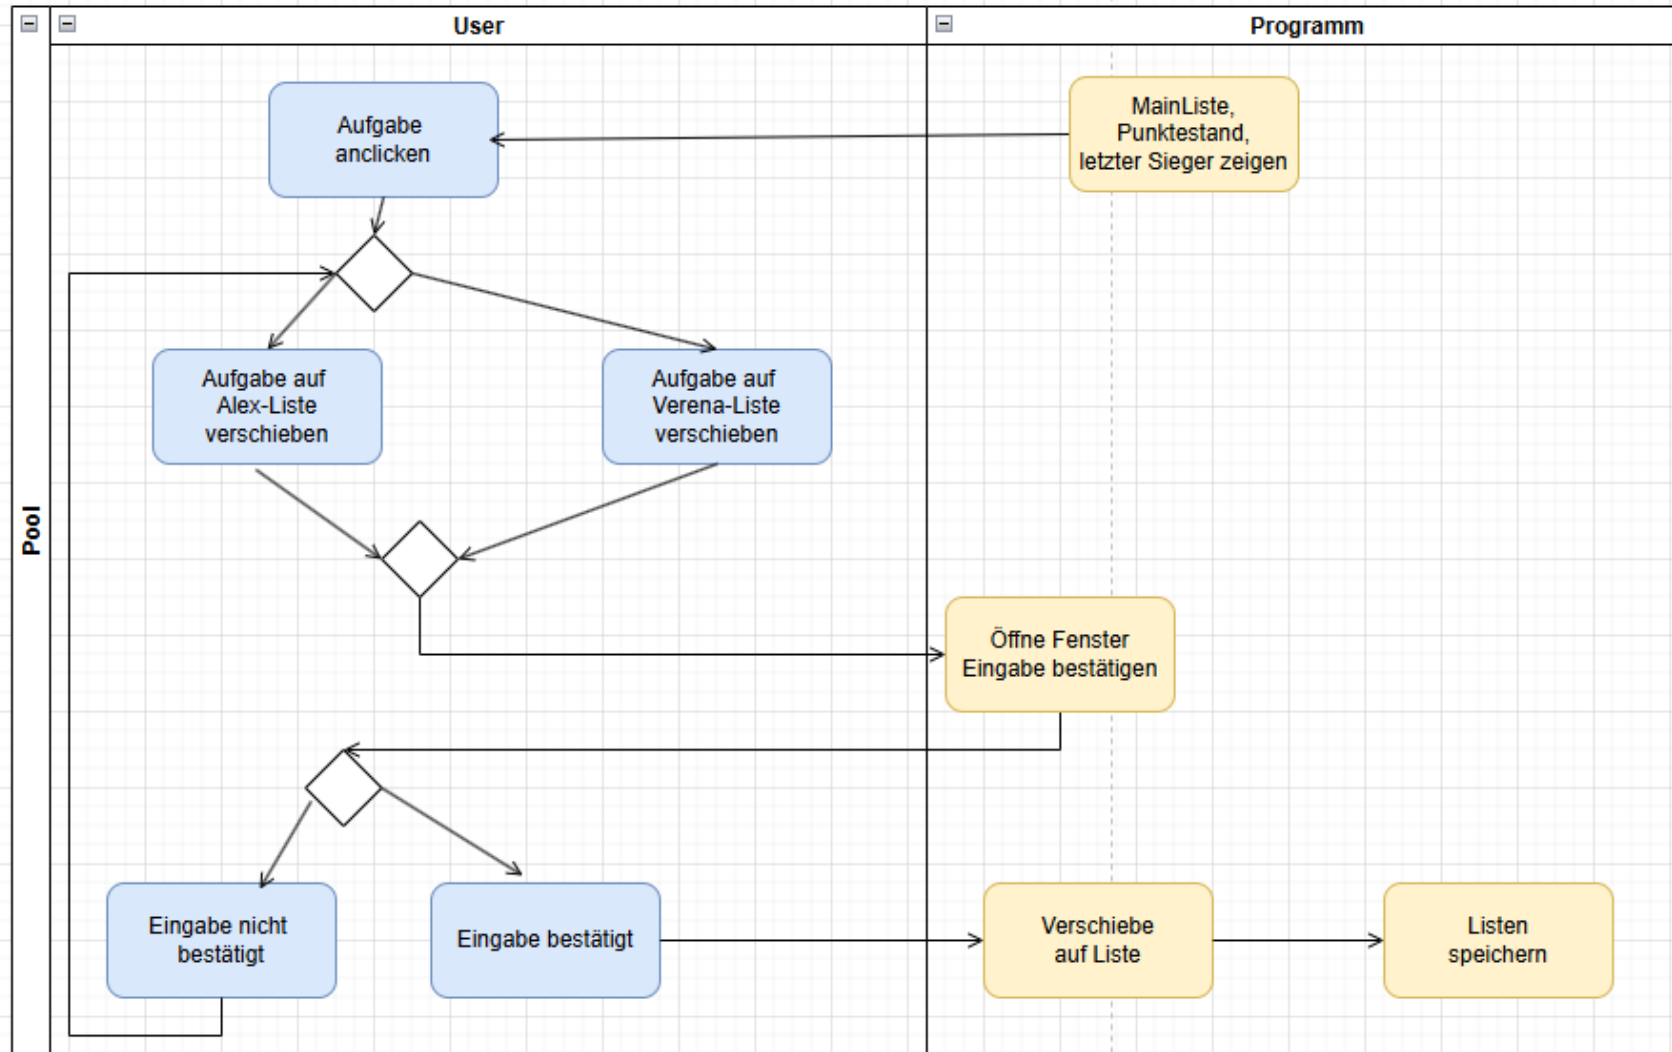 User
Programm
Pool
Aufgabe
anclicken
MainListe,
Punktestand,
letzter Sieger zeigen
Aufgabe auf
Alex-Liste
verschieben
Aufgabe auf
Verena-Liste
verschieben
Öffne Fenster
Eingabe bestätigen
Eingabe nicht
bestätigt
Eingabe bestätigt
Verschiebe
auf Liste
Listen
speichern